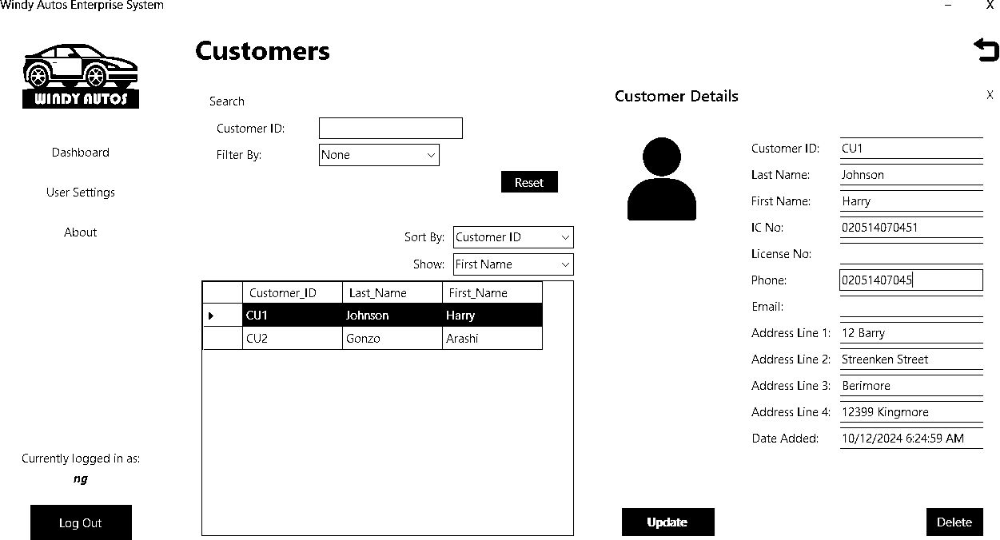 Windy Autos Enterprise System
– X
WINDY AUTOS
Dashboard
User Settings
About
Currently logged in as:
ng
Log Out
Customers
Search
Customer ID:
Filter By: None
Reset
Sort By: Customer ID
Show: First Name
Customer_ID Last_Name First_Name
CU1 Johnson Harry
CU2 Gonzo Arashi
Customer Details X
Customer ID: CU1
Last Name: Johnson
First Name: Harry
IC No: 020514070451
License No:
Phone: 02051407045
Email:
Address Line 1: 12 Barry
Address Line 2: Streenken Street
Address Line 3: Berimore
Address Line 4: 12399 Kingmore
Date Added: 10/12/2024 6:24:59 AM
Update Delete